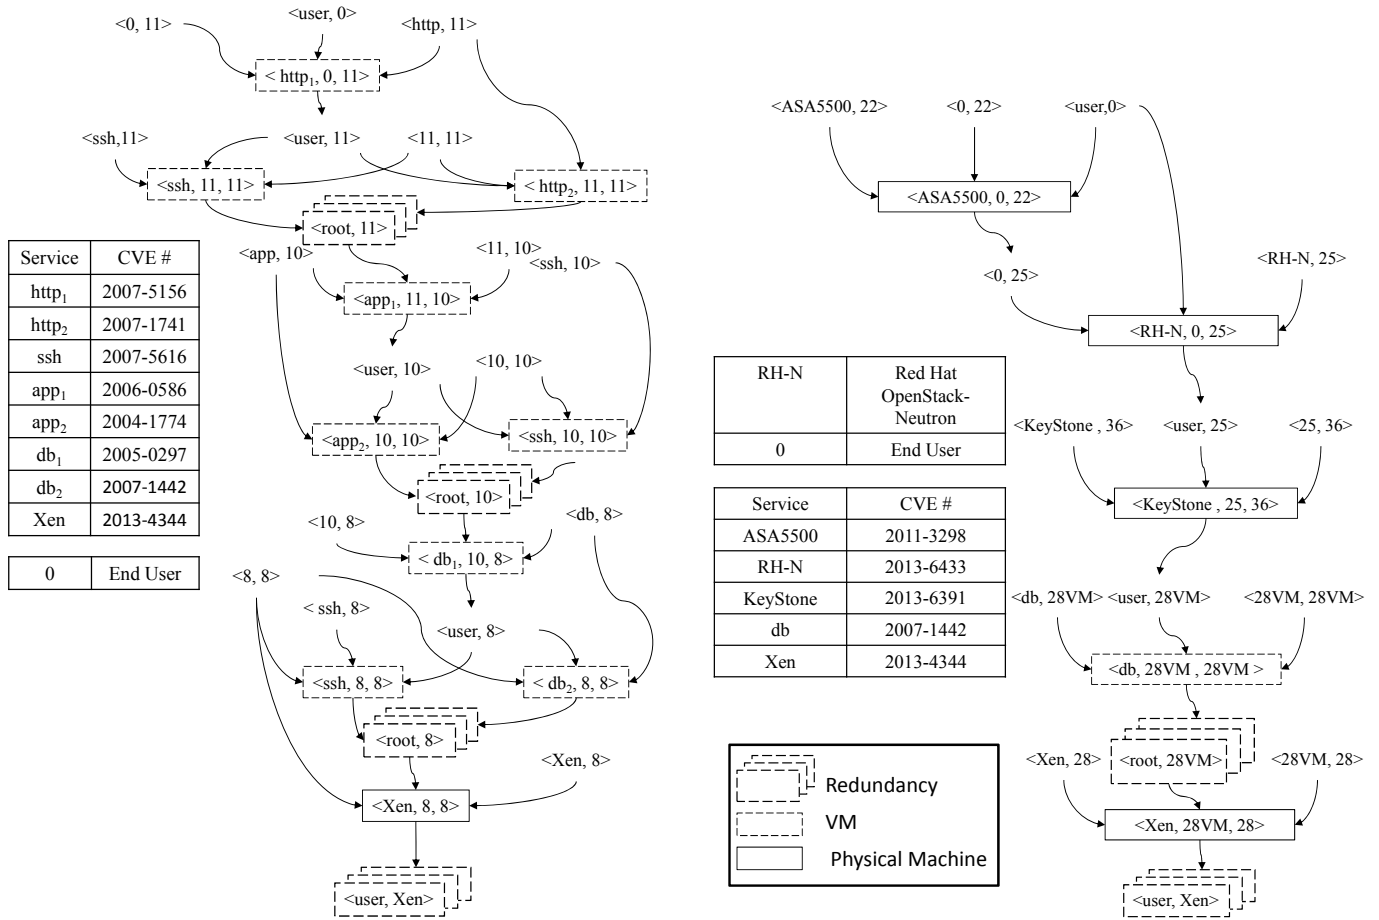 <0, 11>
<user, 0>
<http, 11>
< http1, 0, 11>
<ssh,11>
<user, 11>
<11, 11>
<ssh, 11, 11>
< http2, 11, 11>
<root, 11>
<app, 10>
<11, 10>
<ssh, 10>
<app1, 11, 10>
<user, 10>
<10, 10>
<app2, 10, 10>
<ssh, 10, 10>
<root, 10>
<10, 8>
<db, 8>
< db1, 10, 8>
<8, 8>
< ssh, 8>
<user, 8>
<ssh, 8, 8>
< db2, 8, 8>
<root, 8>
<Xen, 8>
<Xen, 8, 8>
<user, Xen>
Service CVE #
http1 2007-5156
http2 2007-1741
ssh 2007-5616
app1 2006-0586
app2 2004-1774
db1 2005-0297
db2 2007-1442
Xen 2013-4344
0 End User
<ASA5500, 22>
<0, 22>
<user,0>
<ASA5500, 0, 22>
<0, 25>
<RH-N, 25>
<RH-N, 0, 25>
<KeyStone , 36>
<user, 25>
<25, 36>
<KeyStone , 25, 36>
<db, 28VM>
<user, 28VM>
<28VM, 28VM>
<db, 28VM , 28VM >
<root, 28VM>
<Xen, 28>
<28VM, 28>
<Xen, 28VM, 28>
<user, Xen>
RH-N Red Hat
OpenStack-
Neutron
0 End User
Service CVE #
ASA5500 2011-3298
RH-N 2013-6433
KeyStone 2013-6391
db 2007-1442
Xen 2013-4344
Redundancy
VM
Physical Machine